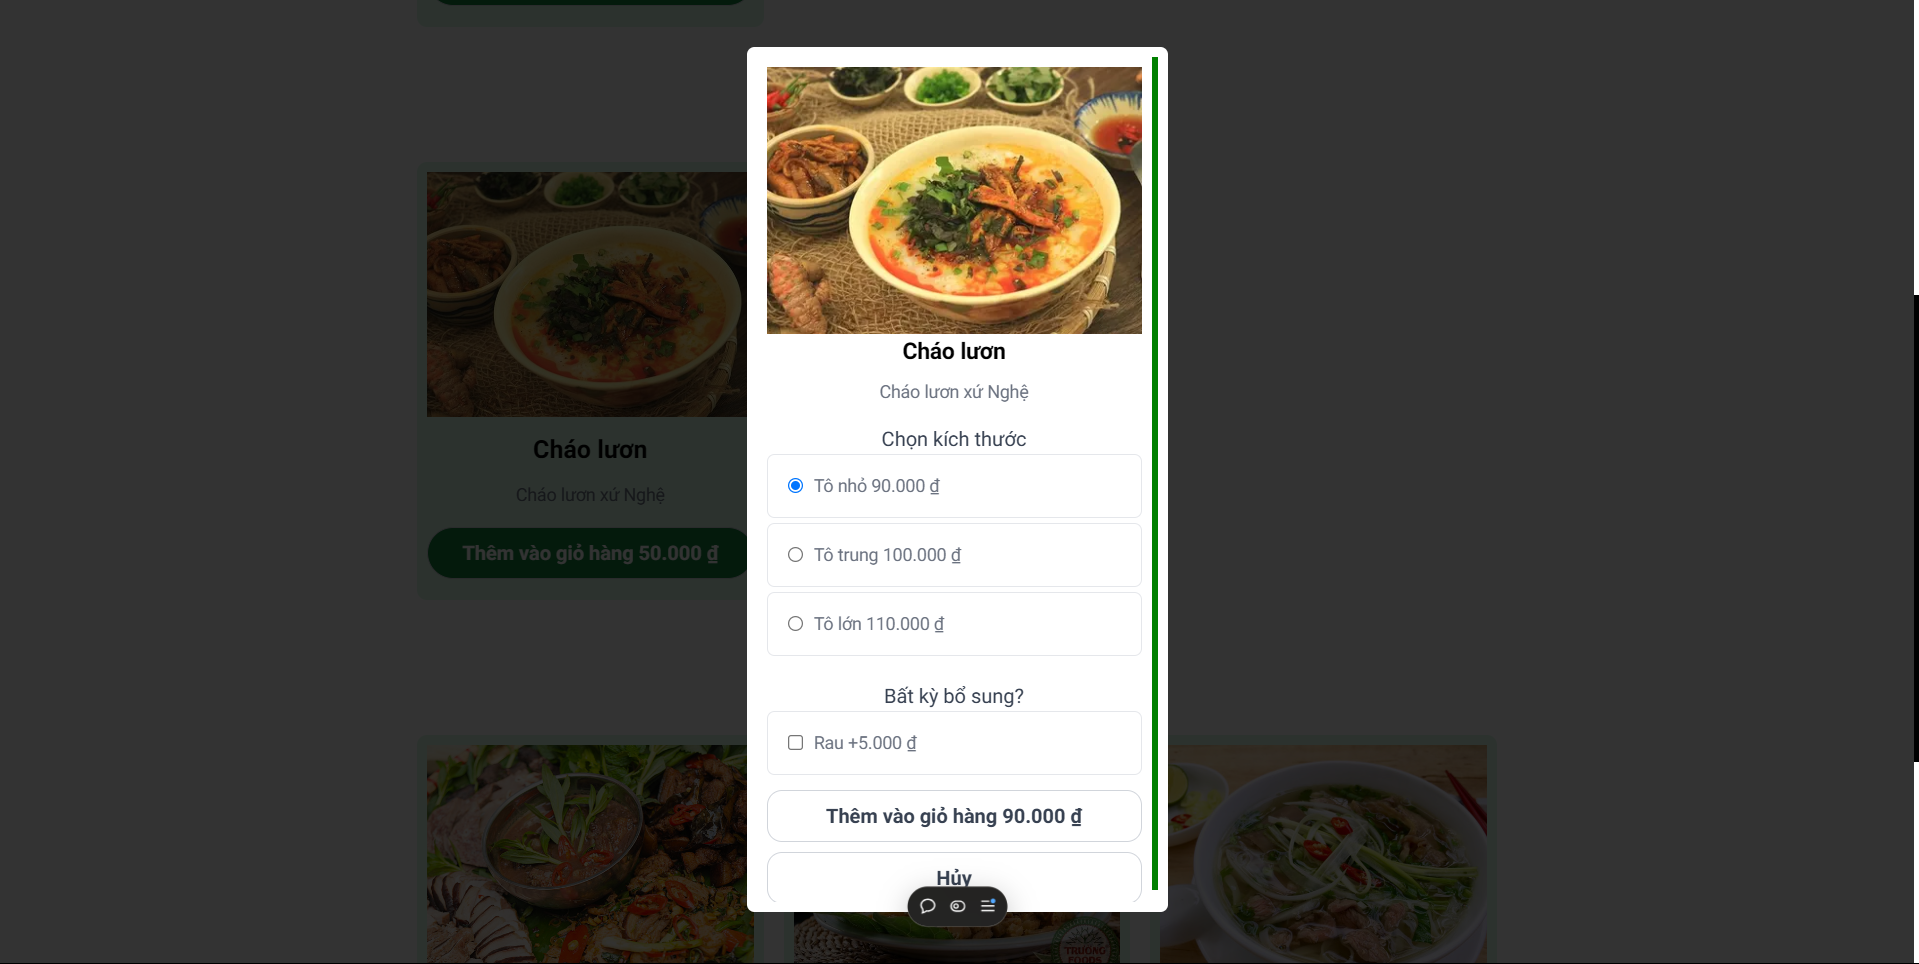 Cháo lươn
Cháo lươn xứ Nghệ
Thêm vào giỏ hàng 50.000 ₫
Cháo lươn
Cháo lươn xứ Nghệ
Chọn kích thước
Tô nhỏ 90.000 ₫
Tô trung 100.000 ₫
Tô lớn 110.000 ₫
Bất kỳ bổ sung?
Rau +5.000 ₫
Thêm vào giỏ hàng 90.000 ₫
Hủy
TRƯỜNG
FOODS